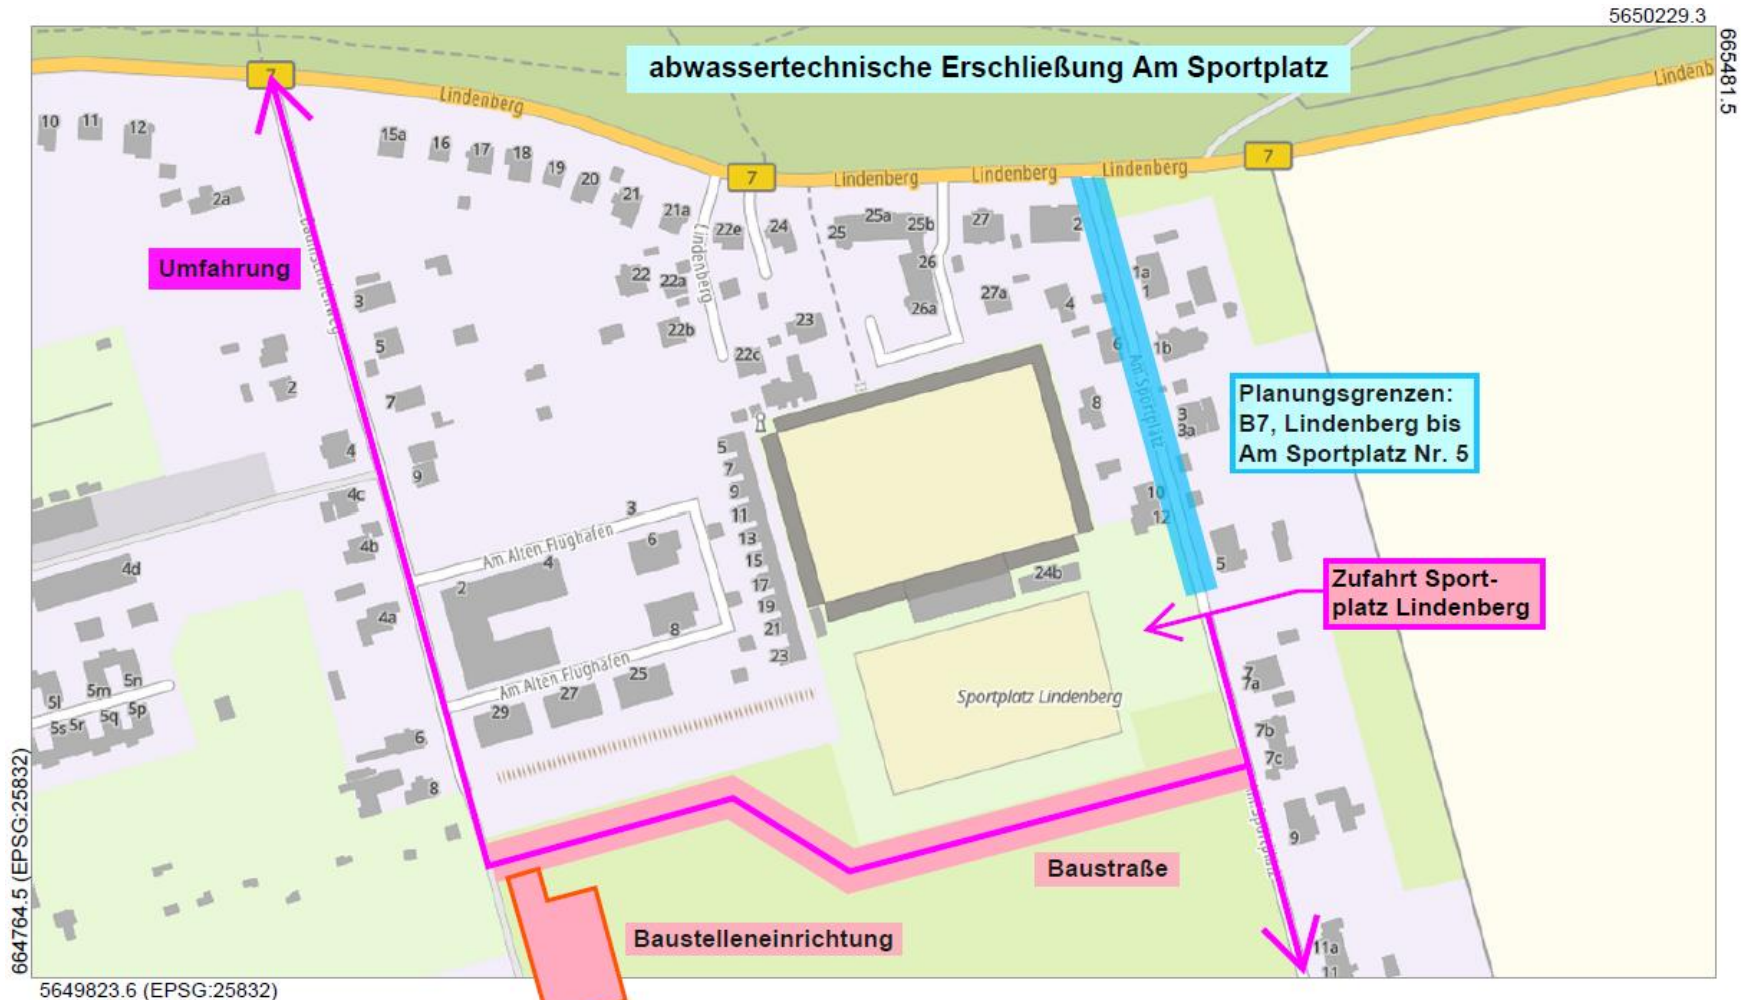 5650229.3
665481.5
abwassertechnische Erschließung Am Sportplatz
7
Lindenberg
Lindenb
7
Lindenberg
Lindenberg
Lindenberg
7
10
11
12
2a
15a
16
17
18
19
20
21
21a
22e
24
25
25a
25b
27
2
Lindenberg
22
22a
22b
22c
23
26
26a
27a
4
6
8
1a
1
1b
3
3a
Am Sportplatz
Umfahrung
3
5
2
7
4
9
4c
4b
4d
4a
Planungsgrenzen:
B7, Lindenberg bis
Am Sportplatz Nr. 5
10
12
5
5
7
9
11
13
15
17
19
21
23
3
Am Alten Flughafen
6
4
2
8
Am Alten Flughafen
25
27
29
24b
Zufahrt Sport-
platz Lindenberg
Sportplatz Lindenberg
7
7a
7b
7c
9
11a
11
5l
5m
5n
5s
5r
5q
5p
6
8
Baustraße
Baustelleneinrichtung
664764.5 (EPSG:25832)
5649823.6 (EPSG:25832)